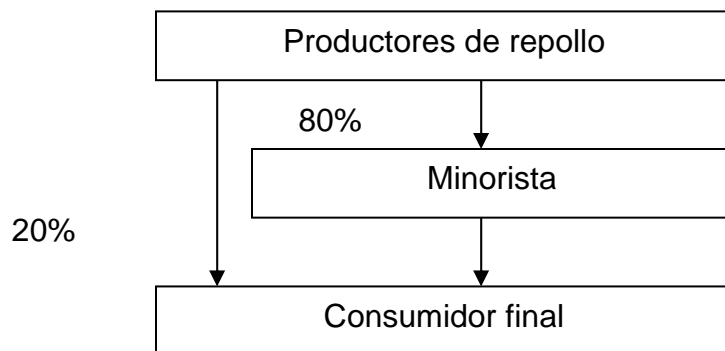 Productores de repollo
80%
Minorista
20%
Consumidor final